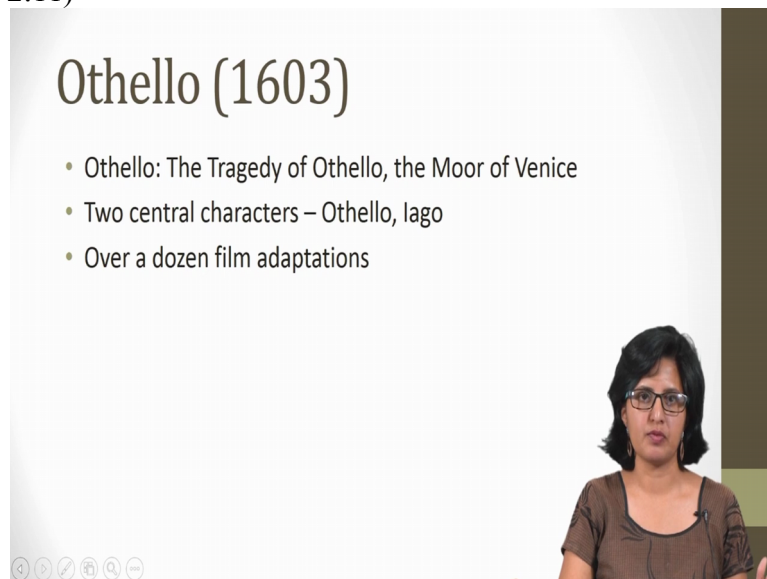 Othello (1603)
• Othello: The Tragedy of Othello, the Moor of Venice
• Two central characters – Othello, Iago
• Over a dozen film adaptations